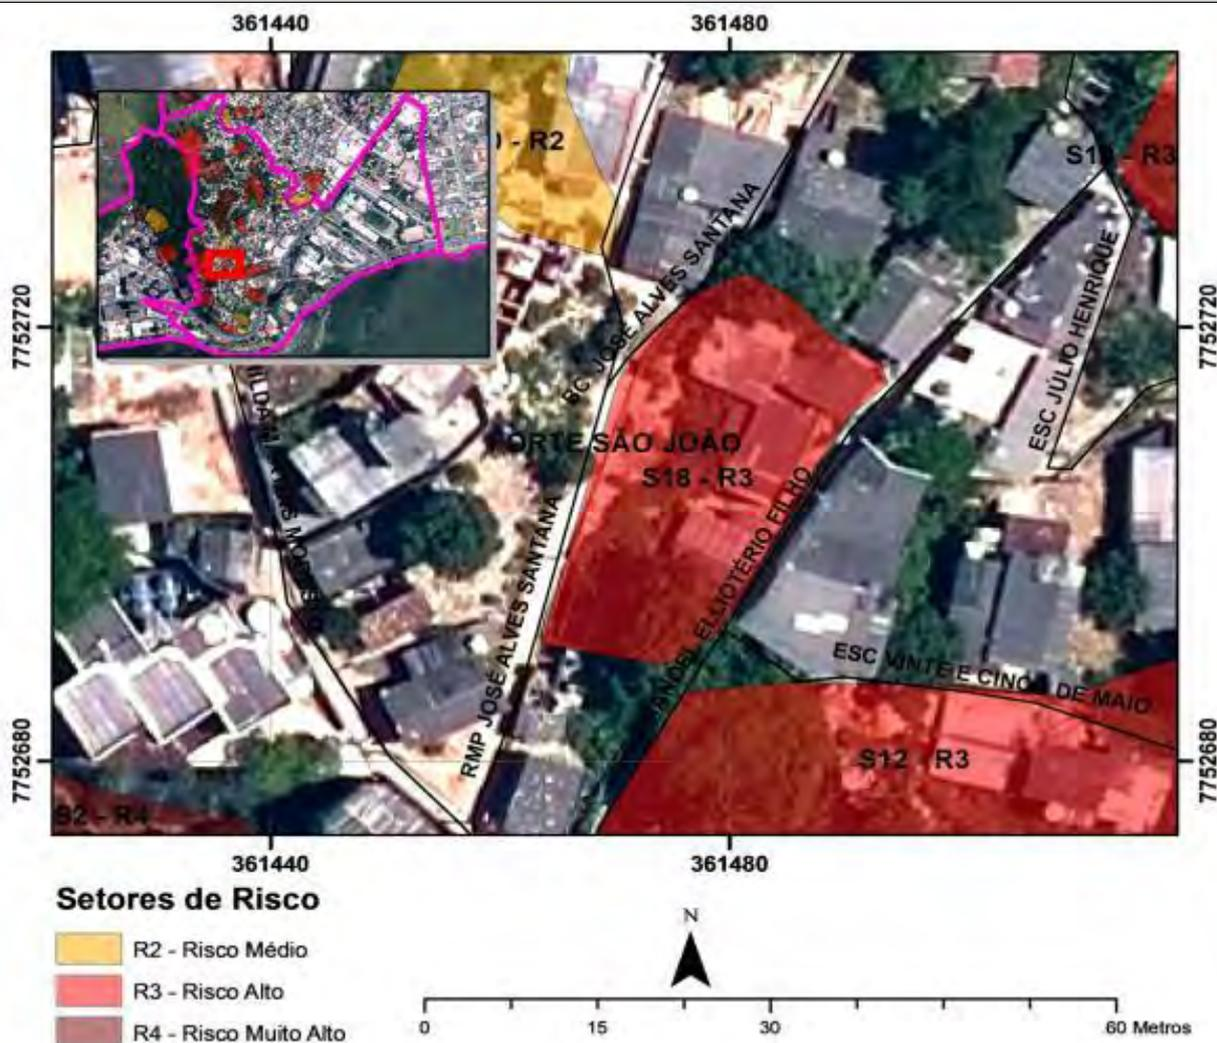 361440 361480
- R2
- R3
BC JOSÉ ALVES SANTANA
ESC JÚLIO HENRIQUE
7752720 7752720
ORTE SÃO JOÃO
S18 - R3
RMP JOSÉ ALVES SANTANA
ANOEL ELLIOTÉRIO FILHO
ESC VINTE E CINCO DE MAIO
S12 - R3
7752680 7752680
S2 - R4
361440 361480
Setores de Risco
R2 - Risco Médio
R3 - Risco Alto
R4 - Risco Muito Alto
N
0 15 30 60 Metros